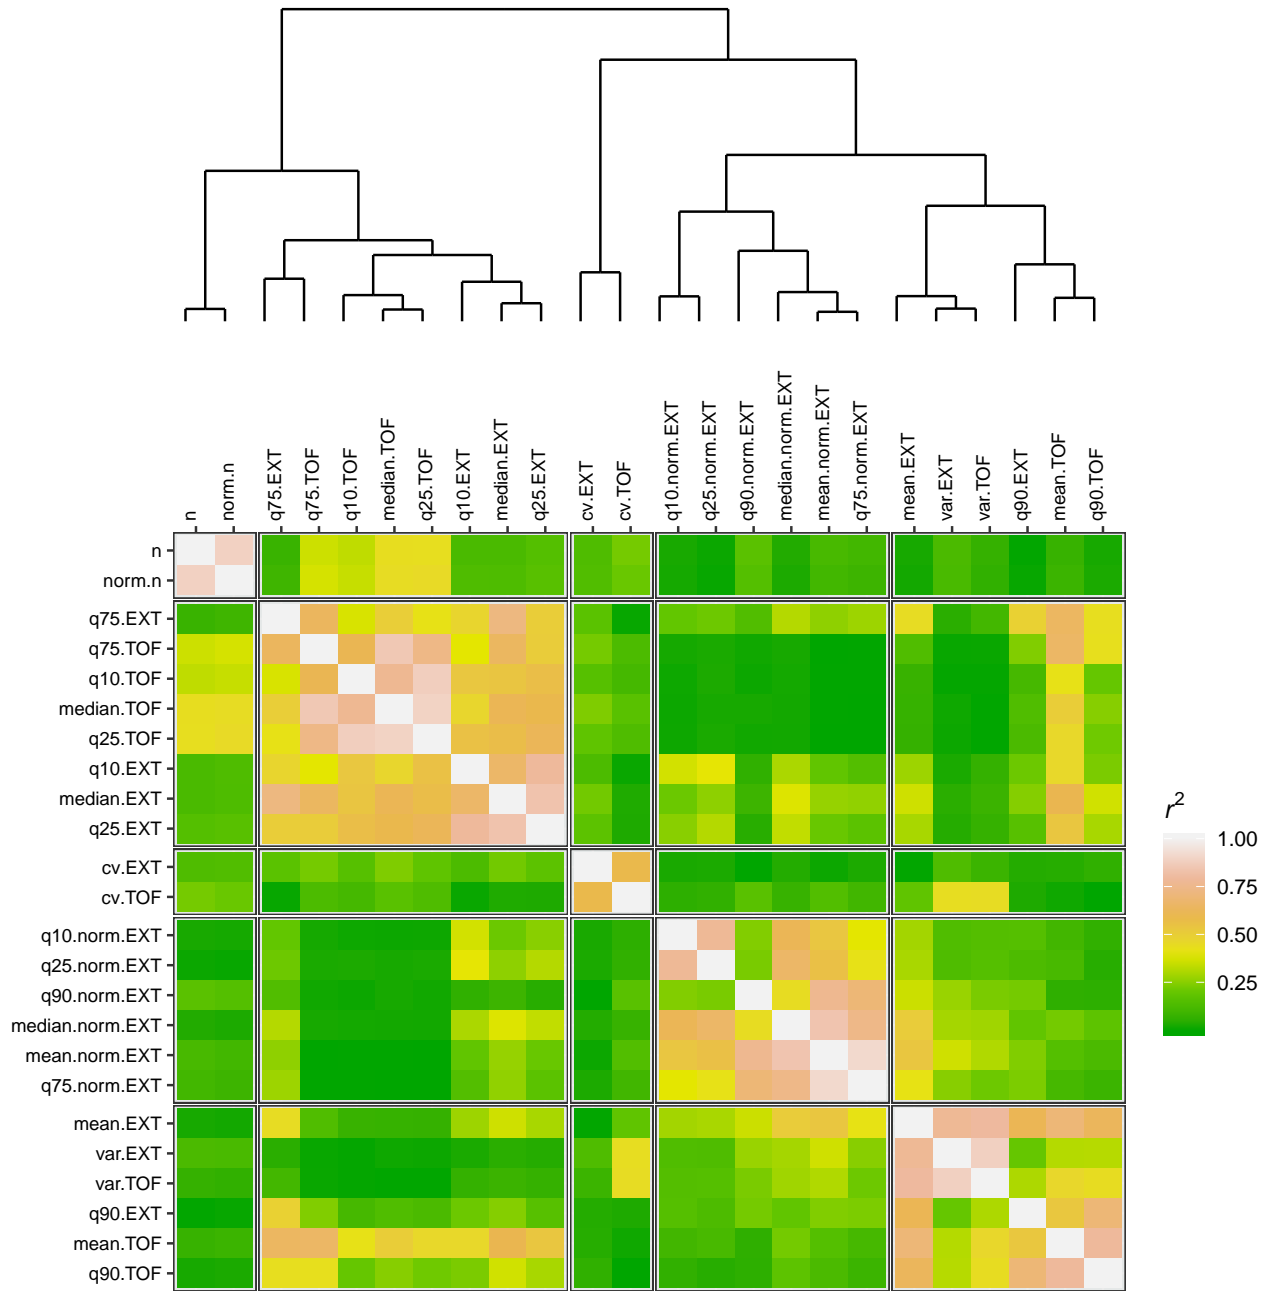 n
norm.n
q75.EXT
q75.TOF
q10.TOF
median.TOF
q25.TOF
q10.EXT
median.EXT
q25.EXT
cv.EXT
cv.TOF
q10.norm.EXT
q25.norm.EXT
q90.norm.EXT
median.norm.EXT
mean.norm.EXT
q75.norm.EXT
mean.EXT
var.EXT
var.TOF
q90.EXT
mean.TOF
q90.TOF
n
norm.n
q75.EXT
q75.TOF
q10.TOF
median.TOF
q25.TOF
q10.EXT
median.EXT
q25.EXT
cv.EXT
cv.TOF
q10.norm.EXT
q25.norm.EXT
q90.norm.EXT
median.norm.EXT
mean.norm.EXT
q75.norm.EXT
mean.EXT
var.EXT
var.TOF
q90.EXT
mean.TOF
q90.TOF
r²
1.00
0.75
0.50
0.25